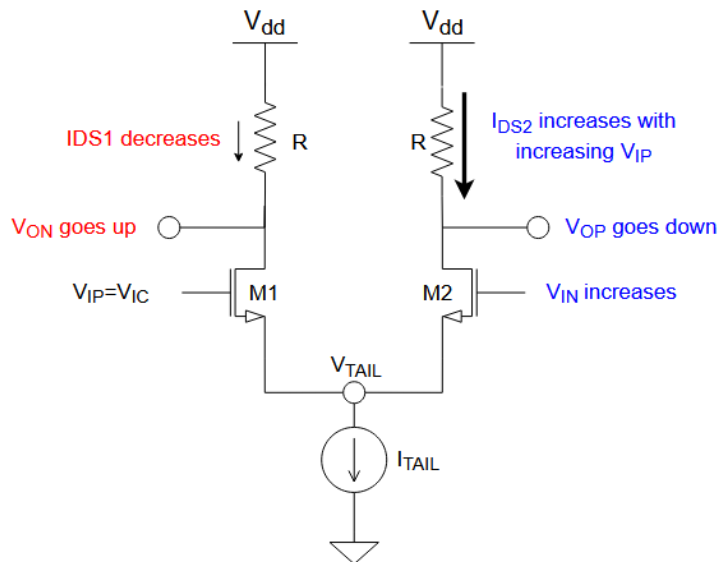 Vdd
Vdd
IDS1 decreases
R
R
IDS2 increases with
increasing VIP
VON goes up
VOP goes down
VIP=VIC
M1
M2
VIN increases
VTAIL
ITAIL